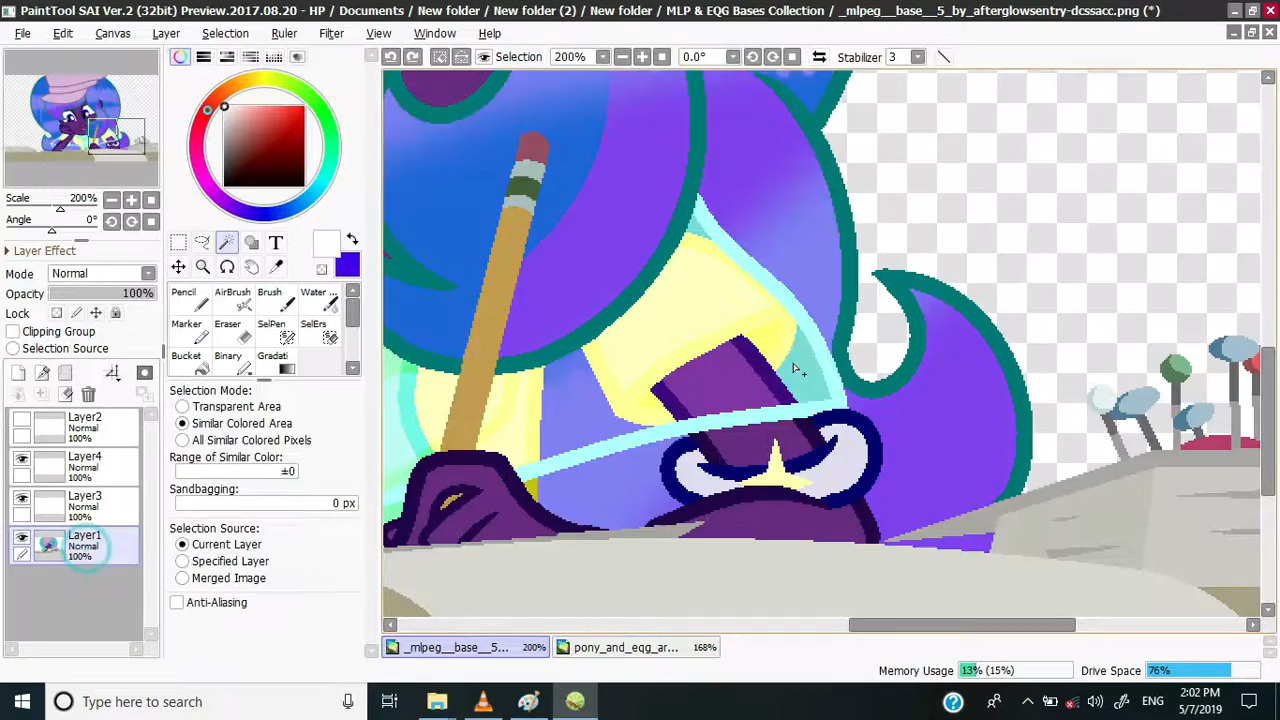 PaintTool SAI Ver.2 (32bit) Preview.2017.08.20 - HP / Documents / New folder / New folder (2) / New folder / MLP & EQG Bases Collection / _mlpeg__base__5_by_afterglowsentry-dcssacc.png (*)
File Edit Canvas Layer Selection Ruler Filter View Window Help
Selection 200% 0.0° Stabilizer 3
Scale 200%
Angle 0°
Layer Effect
Mode Normal
Opacity 100%
Lock
Clipping Group
Selection Source
Layer2
Normal
100%
Layer4
Normal
100%
Layer3
Normal
100%
Layer1
Normal
100%
T
Pencil AirBrush Brush Water ...
Marker Eraser SelPen SelErs
Bucket Binary Gradati
Selection Mode:
Transparent Area
Similar Colored Area
All Similar Colored Pixels
Range of Similar Color:
±0
Sandbagging:
0 px
Selection Source:
Current Layer
Specified Layer
Merged Image
Anti-Aliasing
_mlpeg__base__5... 200% pony_and_eqg_ar... 168%
Memory Usage 13% (15%) Drive Space 76%
Type here to search
ENG
2:02 PM
5/7/2019